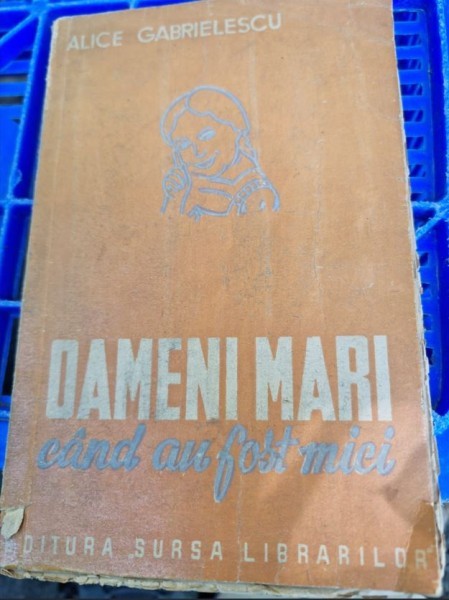 ALICE GABRIELESCU
OAMENI MARI
când au fost mici
EDITURA „SURSA LIBRARILOR"